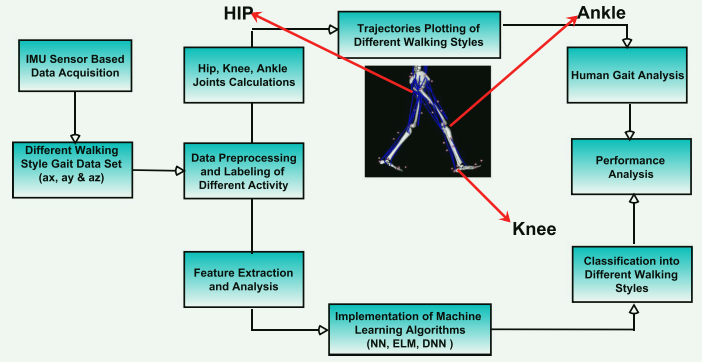 HIP
Ankle
Trajectories Plotting of
Different Walking Styles
IMU Sensor Based
Data Acquisition
Hip, Knee, Ankle
Joints Calculations
Human Gait Analysis
Different Walking
Style Gait Data Set
(ax, ay & az)
Data Preprocessing
and Labeling of
Different Activity
Performance
Analysis
Knee
Feature Extraction
and Analysis
Classification into
Different Walking
Styles
Implementation of Machine
Learning Algorithms
(NN, ELM, DNN )